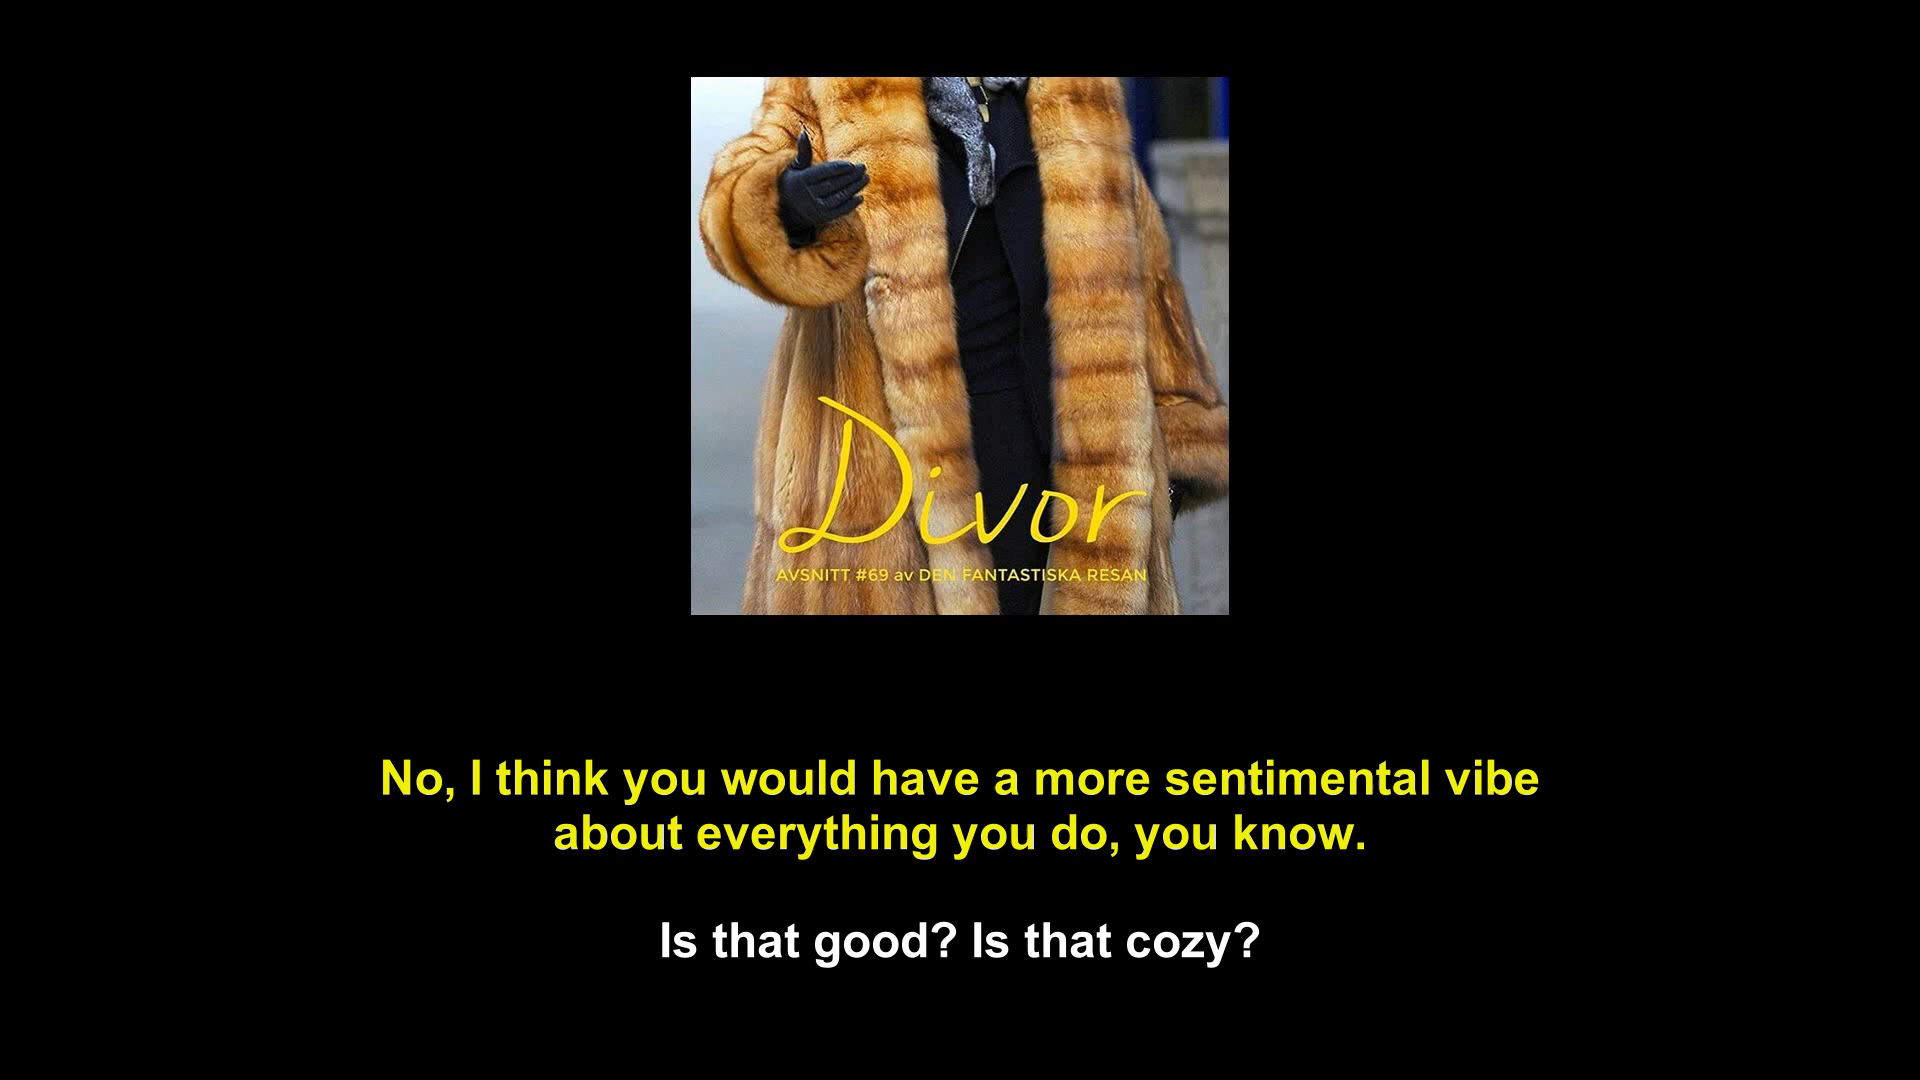 Divor
AVSNITT #69 av DEN FANTASTISKA RESAN
No, I think you would have a more sentimental vibe
about everything you do, you know.
Is that good? Is that cozy?